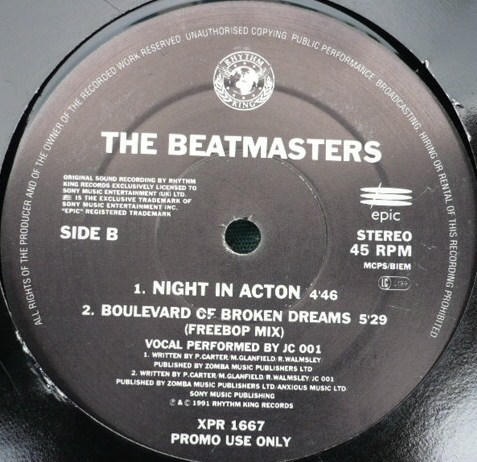 ALL RIGHTS OF THE PRODUCER AND OF THE OWNER OF THE RECORDED WORK RESERVED UNAUTHORISED COPYING PUBLIC PERFORMANCE BROADCASTING HIRING OR RENTAL OF THIS RECORDING PROHIBITED
RHYTHM
KING
THE BEATMASTERS
ORIGINAL SOUND RECORDING BY RHYTHM
KING RECORDS EXCLUSIVELY LICENSED TO
SONY MUSIC ENTERTAINMENT (UK) LTD.
IS THE EXCLUSIVE TRADEMARK OF
SONY MUSIC ENTERTAINMENT INC.
"EPIC" REGISTERED TRADEMARK
epic
SIDE B
STEREO
45 RPM
MCPS/BIEM
LC
1. NIGHT IN ACTON 4'46
2. BOULEVARD OF BROKEN DREAMS 5'29
(FREEBOP MIX)
VOCAL PERFORMED BY JC 001
1. WRITTEN BY P.CARTER/M.GLANFIELD/R.WALMSLEY
PUBLISHED BY ZOMBA MUSIC PUBLISHERS LTD
2. WRITTEN BY P.CARTER/M.GLANFIELD/R.WALMSLEY/JC 001
PUBLISHED BY ZOMBA MUSIC PUBLISHERS LTD/ANXIOUS MUSIC LTD/
SONY MUSIC PUBLISHING
℗ & © 1991 RHYTHM KING RECORDS
XPR 1667
PROMO USE ONLY